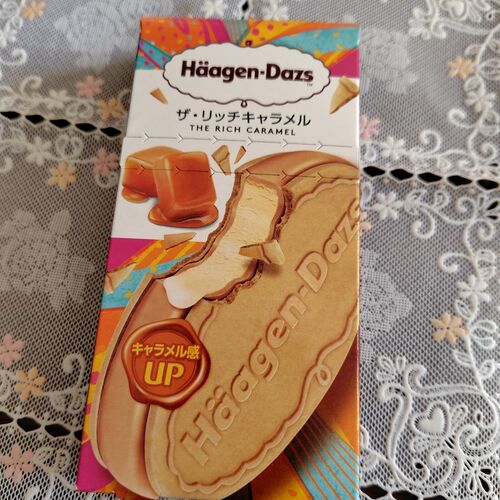 Häagen-Dazs
ザ・リッチキャラメル
THE RICH CARAMEL
キャラメル感
UP
Häagen-Dazs